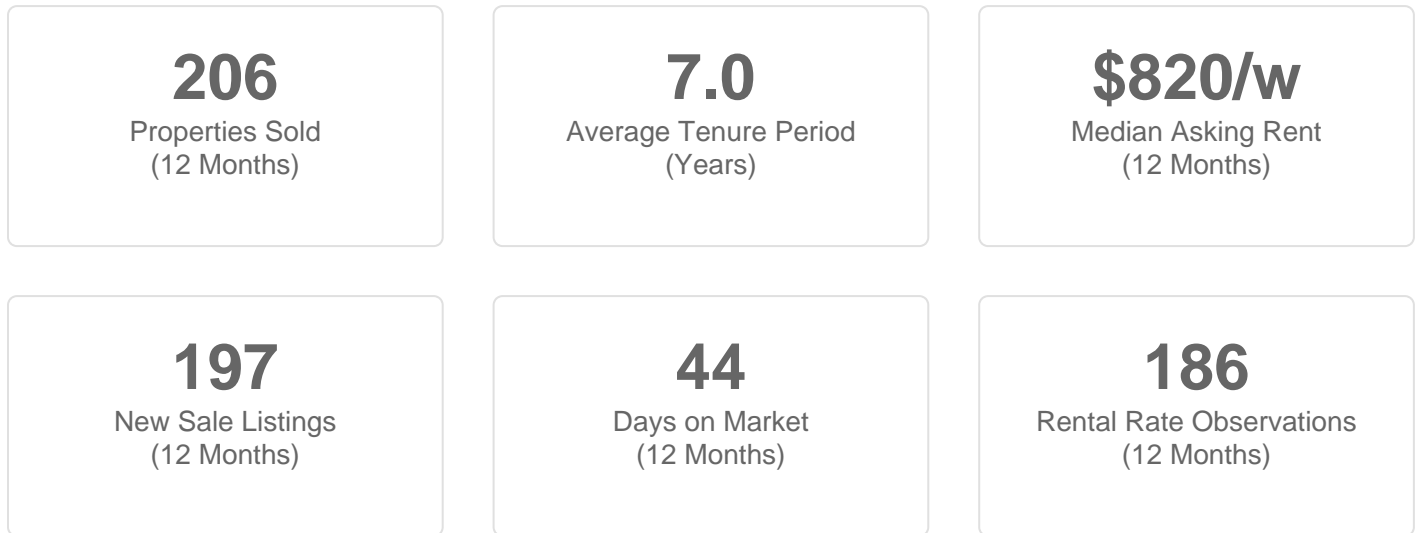 206
Properties Sold
(12 Months)
7.0
Average Tenure Period
(Years)
$820/w
Median Asking Rent
(12 Months)
197
New Sale Listings
(12 Months)
44
Days on Market
(12 Months)
186
Rental Rate Observations
(12 Months)